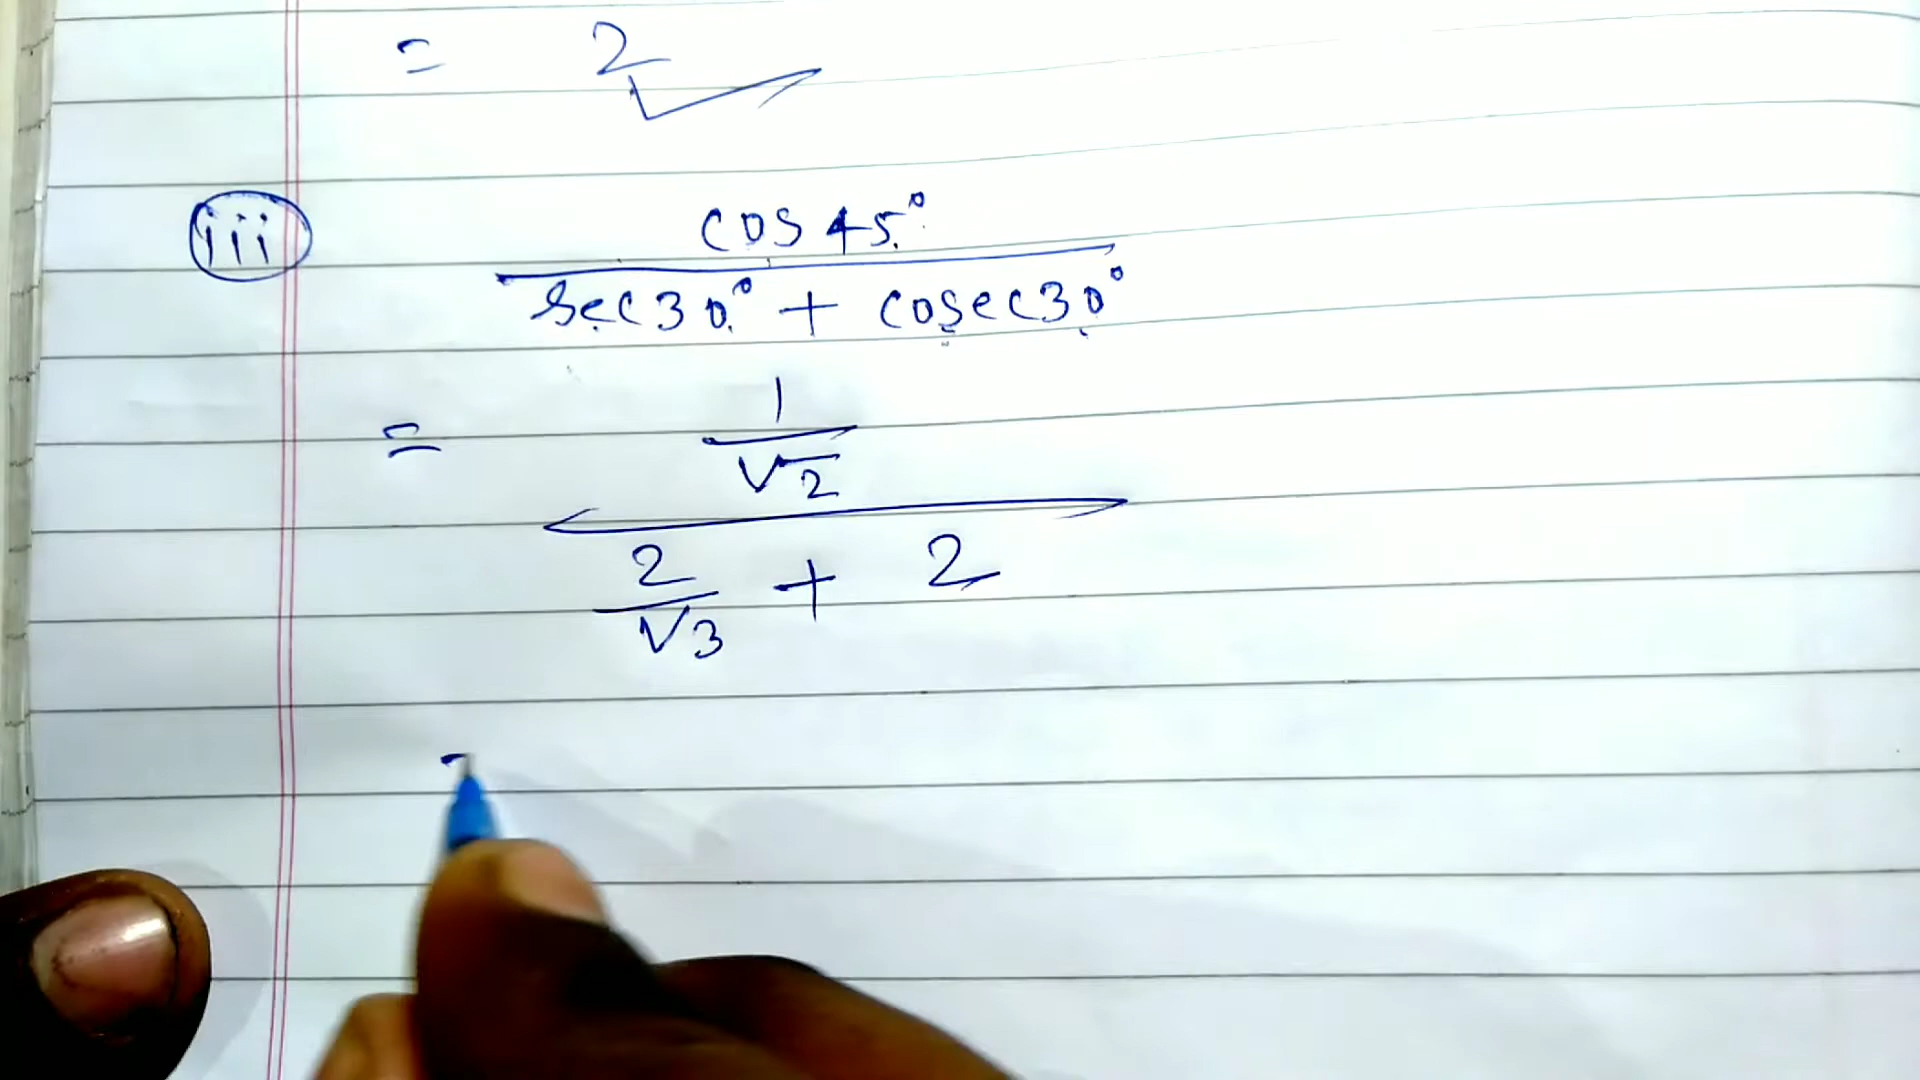 = 2
iii cos 45°
sec 30° + cosec 30°
= 1
√2
2 + 2
√3